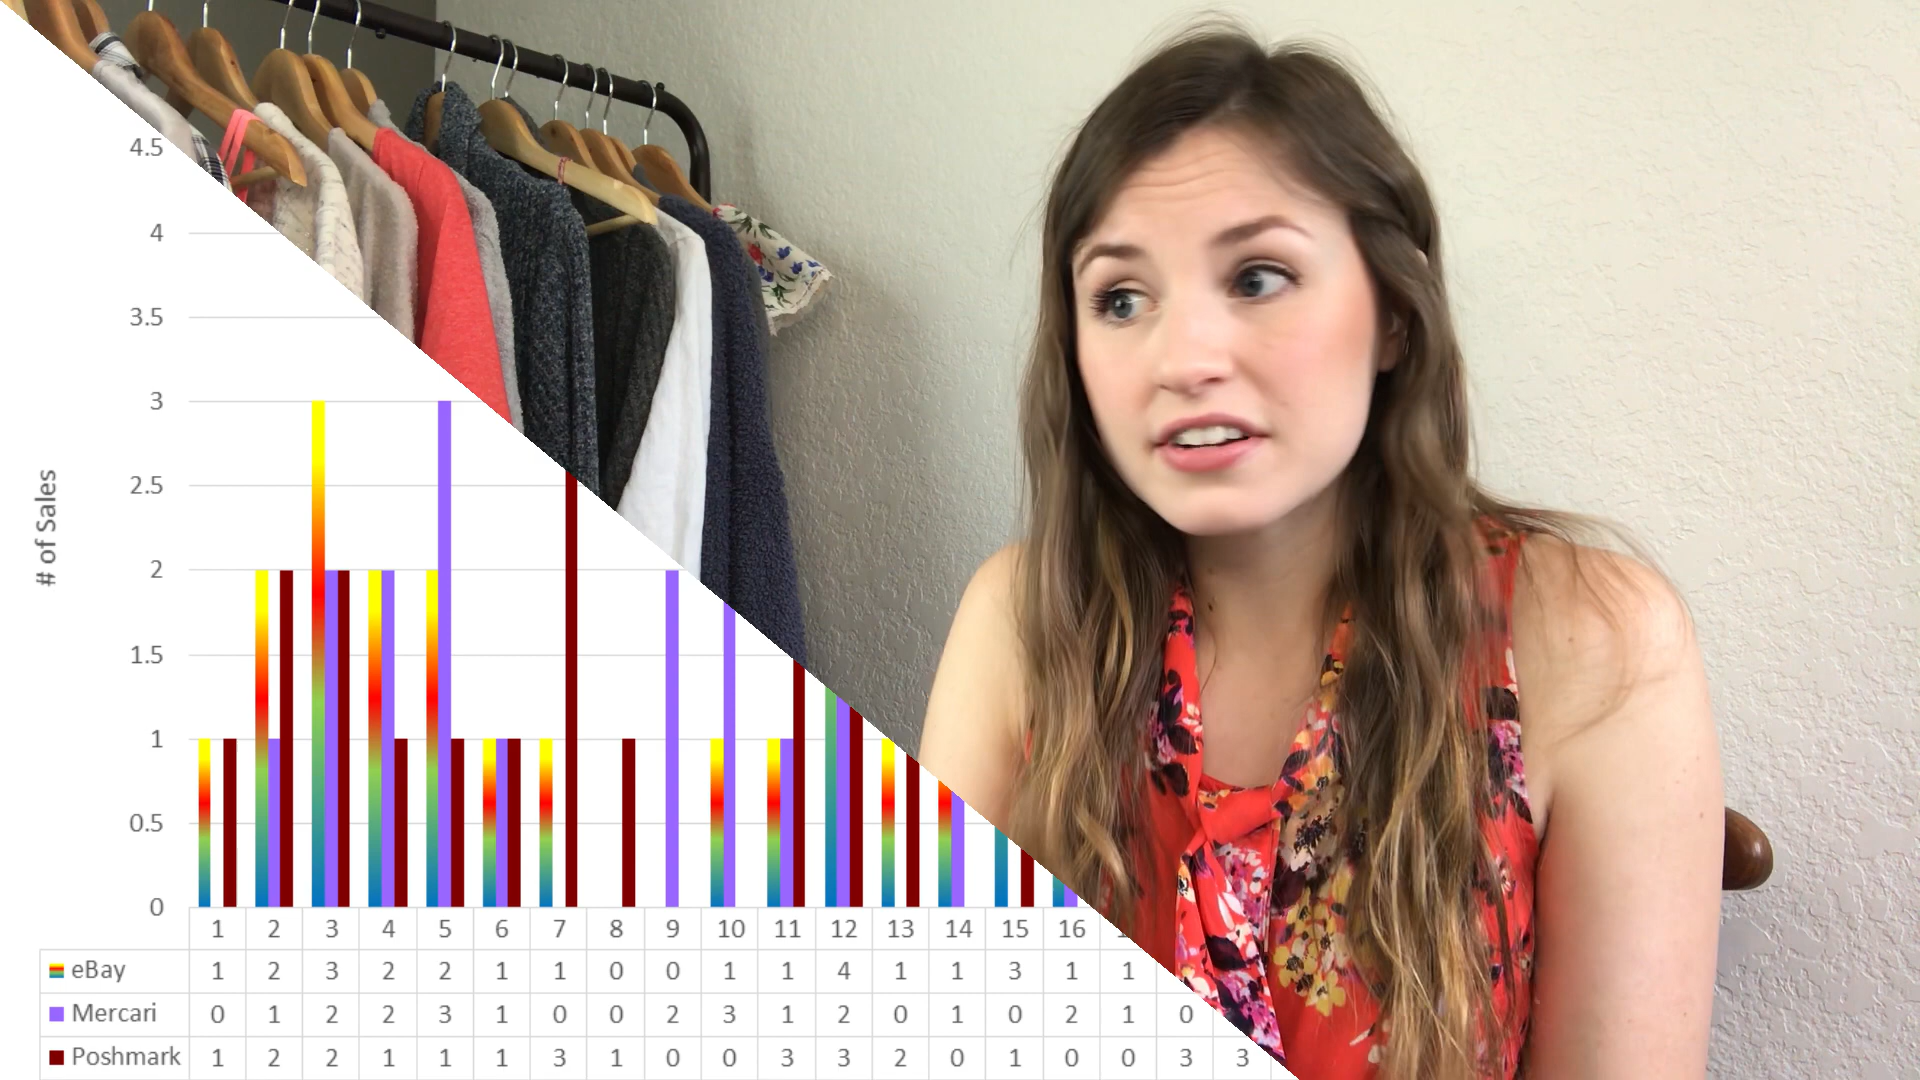 4.5
4
3.5
3
2.5
2
1.5
1
0.5
0
# of Sales
1 2 3 4 5 6 7 8 9 10 11 12 13 14 15 16
eBay 1 2 3 2 2 1 1 0 0 1 1 4 1 1 3 1 1
Mercari 0 1 2 2 3 1 0 0 2 3 1 2 0 1 0 2 1 0
Poshmark 1 2 2 1 1 1 3 1 0 0 3 3 2 0 1 0 0 3 3